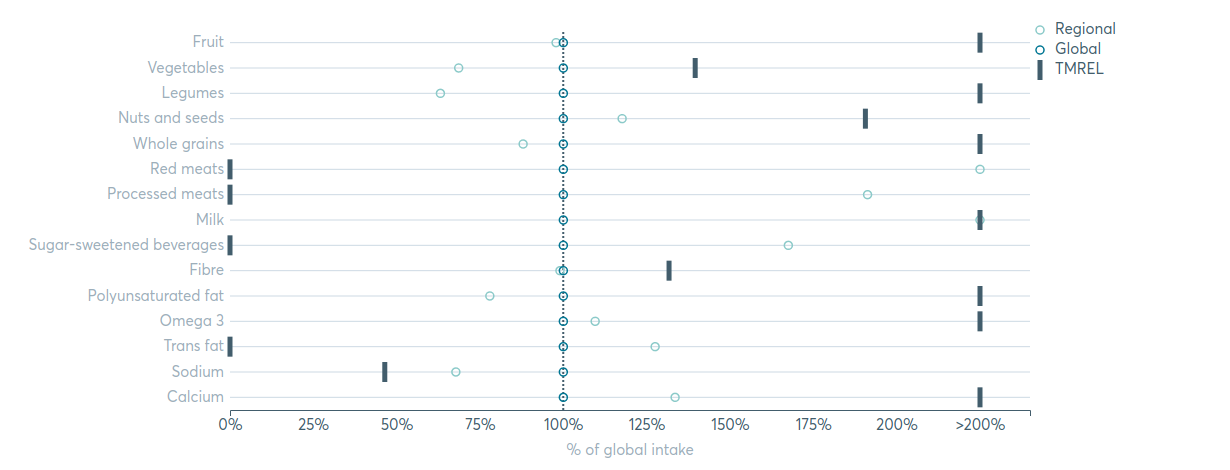 Regional
Global
TMREL
Fruit
Vegetables
Legumes
Nuts and seeds
Whole grains
Red meats
Processed meats
Milk
Sugar-sweetened beverages
Fibre
Polyunsaturated fat
Omega 3
Trans fat
Sodium
Calcium
0% 25% 50% 75% 100% 125% 150% 175% 200% >200%
% of global intake